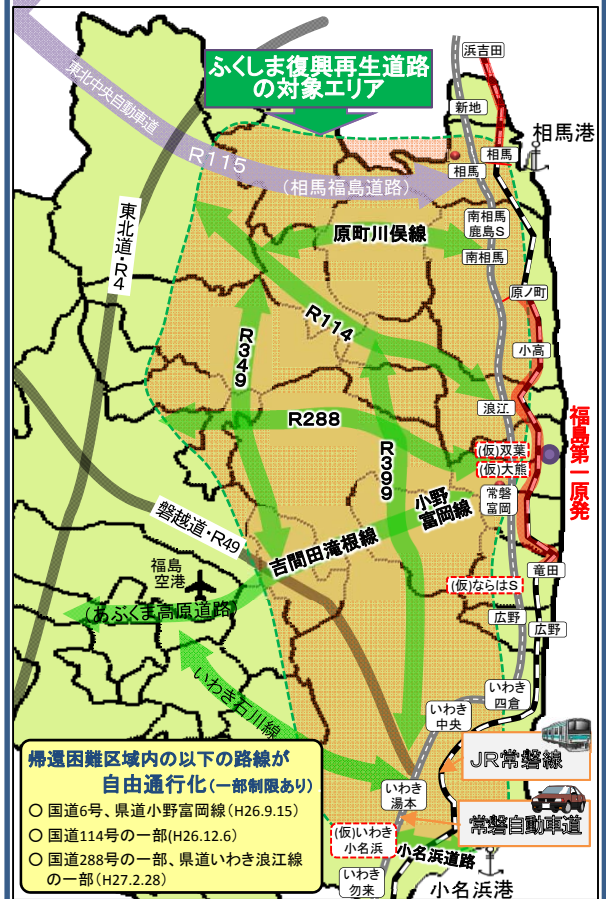 ふくしま復興再生道路
の対象エリア
浜吉田
新地
相馬港
相馬
相馬
東北中央自動車道
R115
(相馬福島道路)
東北道・R4
原町川俣線
南相馬
鹿島S
南相馬
原ノ町
R114
R349
小高
浪江
R288
R399
(仮)双葉
(仮)大熊
福島第一原発
常磐
富岡
小野
富岡線
磐越道・R49
吉間田滝根線
福島
空港
竜田
(仮)ならはS
(あぶくま高原道路)
広野
広野
いわき石川線
いわき
四倉
いわき
中央
帰還困難区域内の以下の路線が
自由通行化(一部制限あり)
○ 国道6号、県道小野富岡線(H26.9.15)
○ 国道114号の一部(H26.12.6)
○ 国道288号の一部、県道いわき浪江線
の一部(H27.2.28)
JR常磐線
いわき
湯本
常磐自動車道
(仮)いわき
小名浜
小名浜道路
いわき
勿来
小名浜港